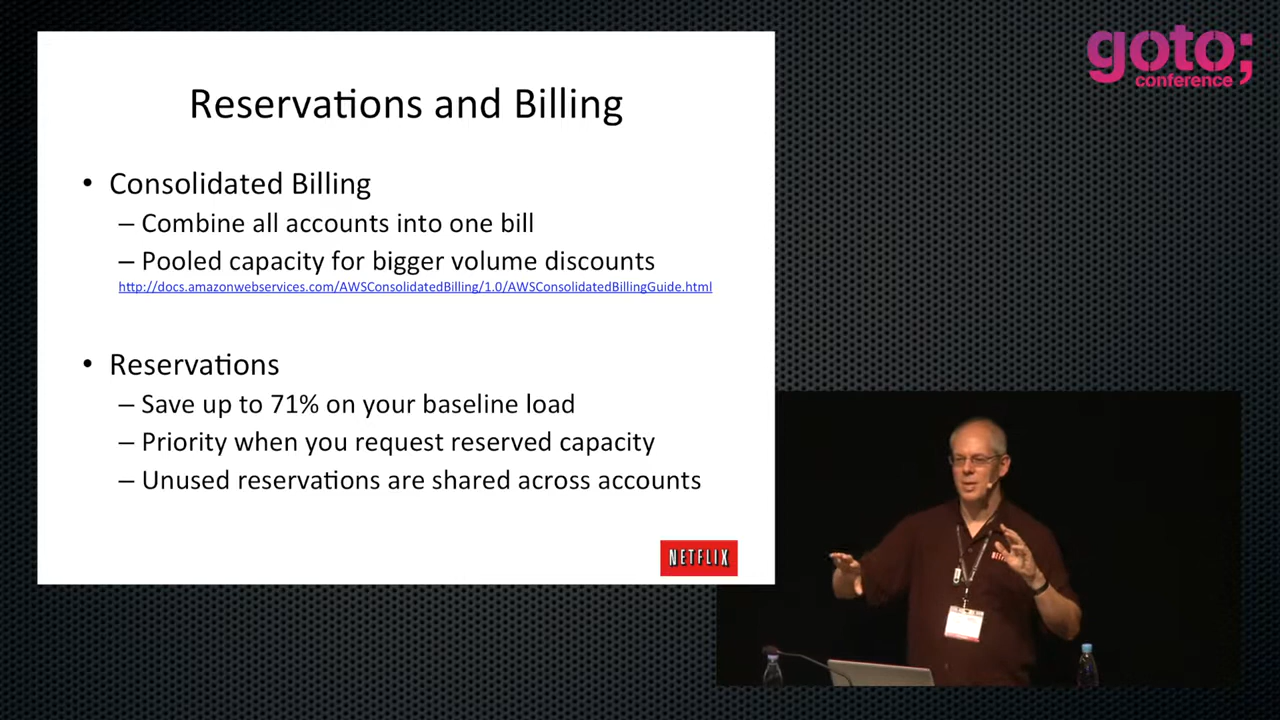 goto;
conference
Reservations and Billing
• Consolidated Billing
– Combine all accounts into one bill
– Pooled capacity for bigger volume discounts
http://docs.amazonwebservices.com/AWSConsolidatedBilling/1.0/AWSConsolidatedBillingGuide.html
• Reservations
– Save up to 71% on your baseline load
– Priority when you request reserved capacity
– Unused reservations are shared across accounts
NETFLIX